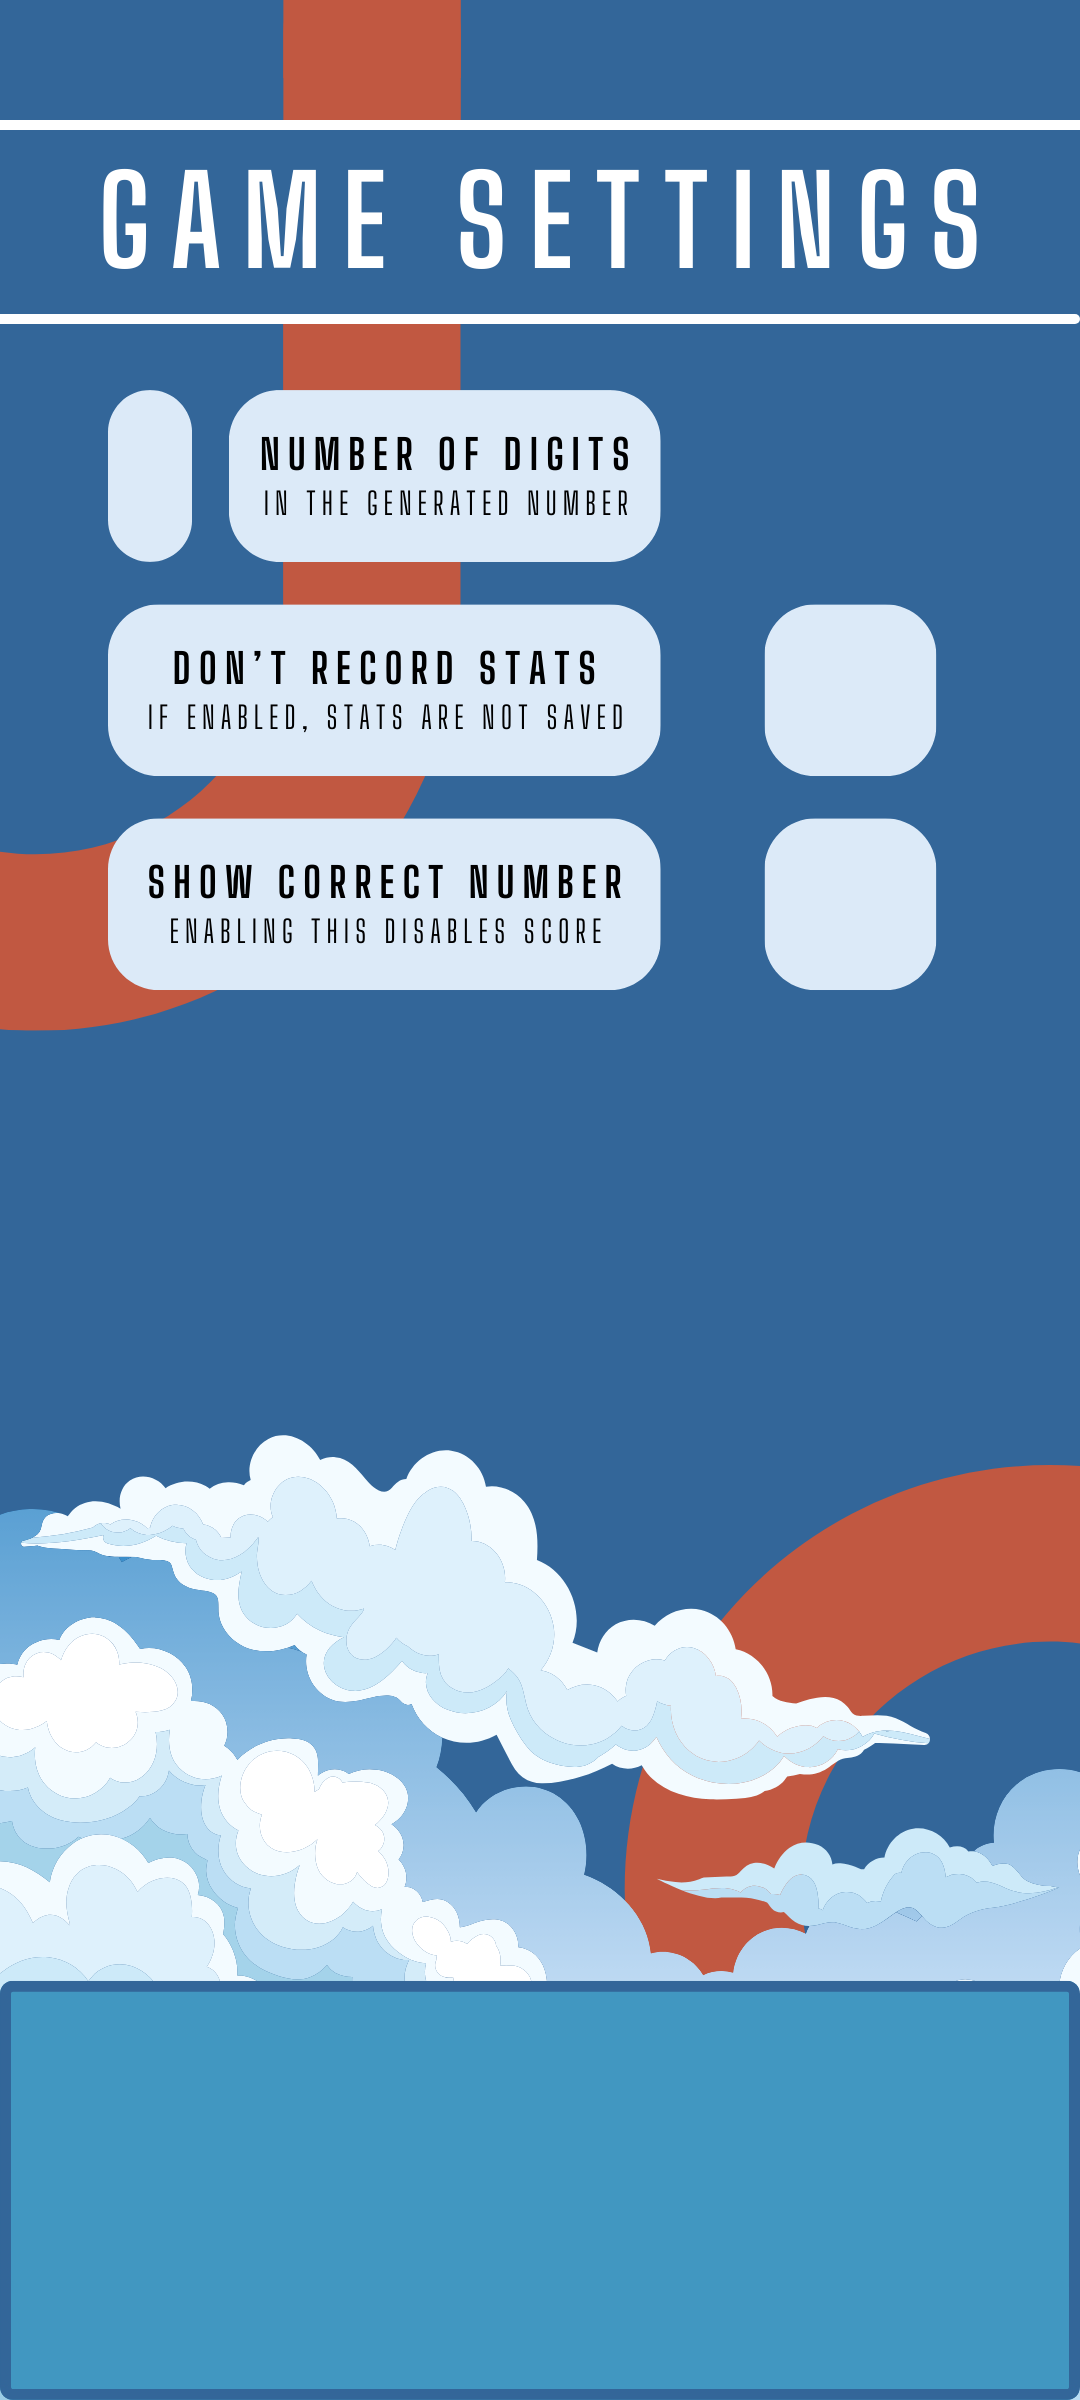 GAME SETTINGS
NUMBER OF DIGITS
IN THE GENERATED NUMBER
DON’T RECORD STATS
IF ENABLED, STATS ARE NOT SAVED
SHOW CORRECT NUMBER
ENABLING THIS DISABLES SCORE